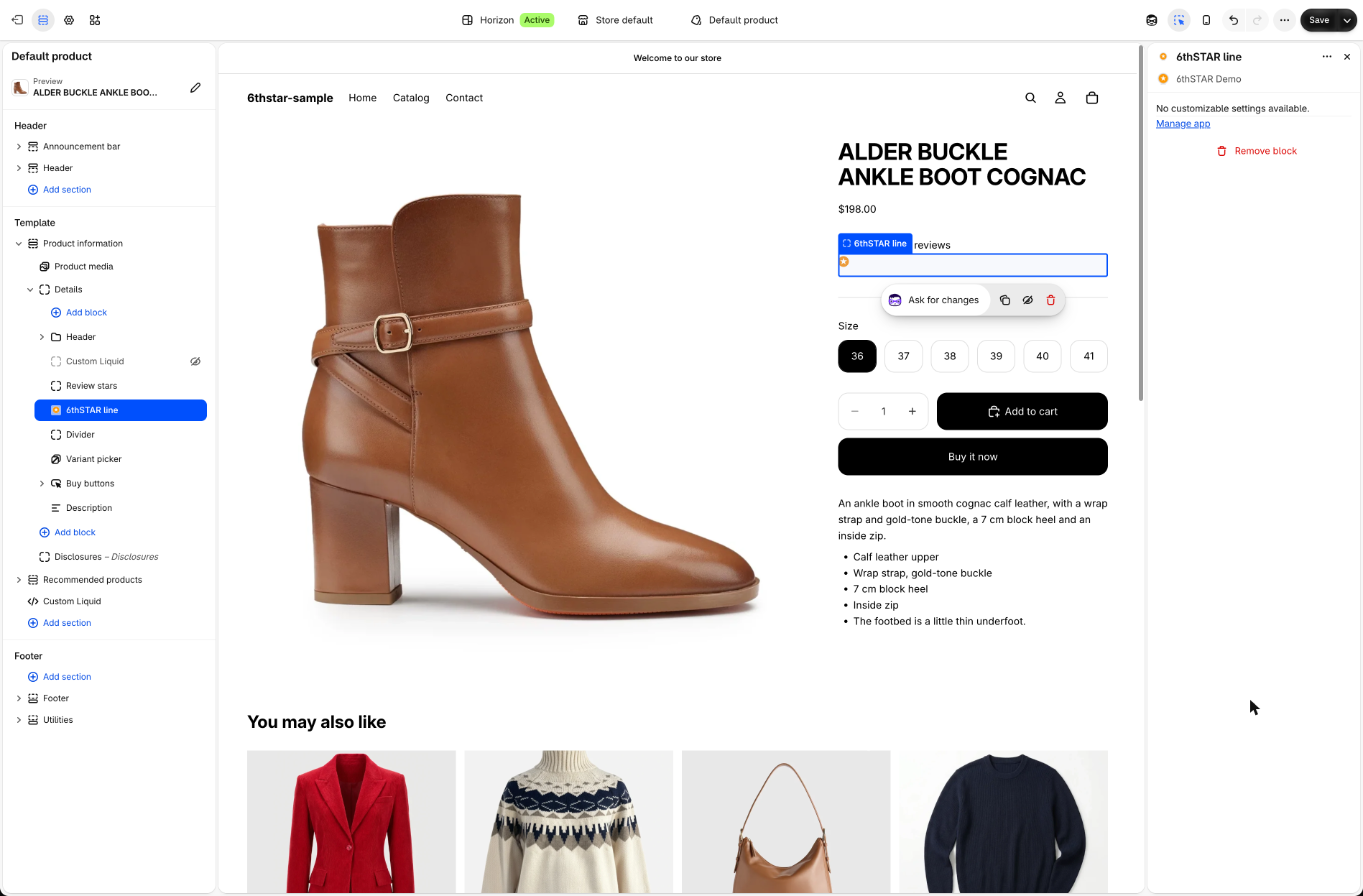 Horizon Active
Store default
Default product
Save
Default product
Preview
ALDER BUCKLE ANKLE BOO...
Header
Announcement bar
Header
Add section
Template
Product information
Product media
Details
Add block
Header
Custom Liquid
Review stars
6thSTAR line
Divider
Variant picker
Buy buttons
Description
Add block
Disclosures – Disclosures
Recommended products
Custom Liquid
Add section
Footer
Add section
Footer
Utilities
Welcome to our store
6thstar-sample Home Catalog Contact
ALDER BUCKLE
ANKLE BOOT COGNAC
$198.00
6thSTAR line reviews
Ask for changes
Size
36 37 38 39 40 41
− 1 + Add to cart
Buy it now
An ankle boot in smooth cognac calf leather, with a wrap
strap and gold-tone buckle, a 7 cm block heel and an
inside zip.
• Calf leather upper
• Wrap strap, gold-tone buckle
• 7 cm block heel
• Inside zip
• The footbed is a little thin underfoot.
You may also like
6thSTAR line
6thSTAR Demo
No customizable settings available.
Manage app
Remove block